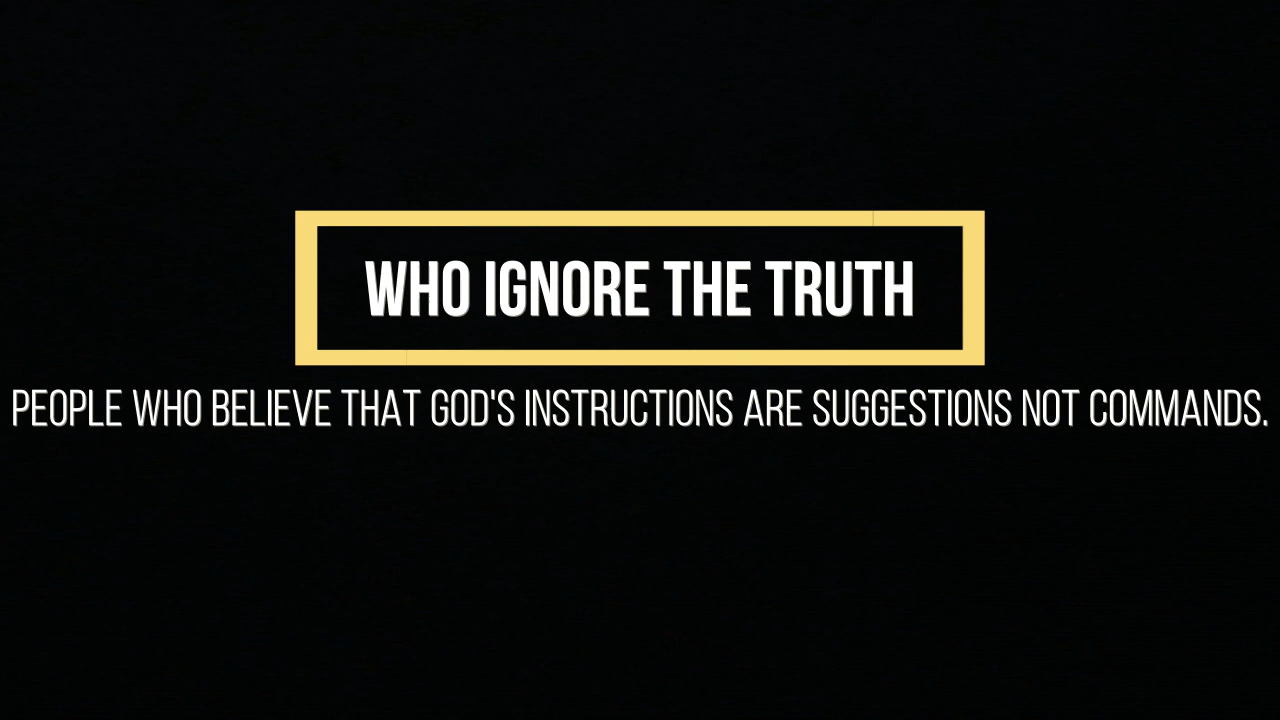 WHO IGNORE THE TRUTH
PEOPLE WHO BELIEVE THAT GOD'S INSTRUCTIONS ARE SUGGESTIONS NOT COMMANDS.